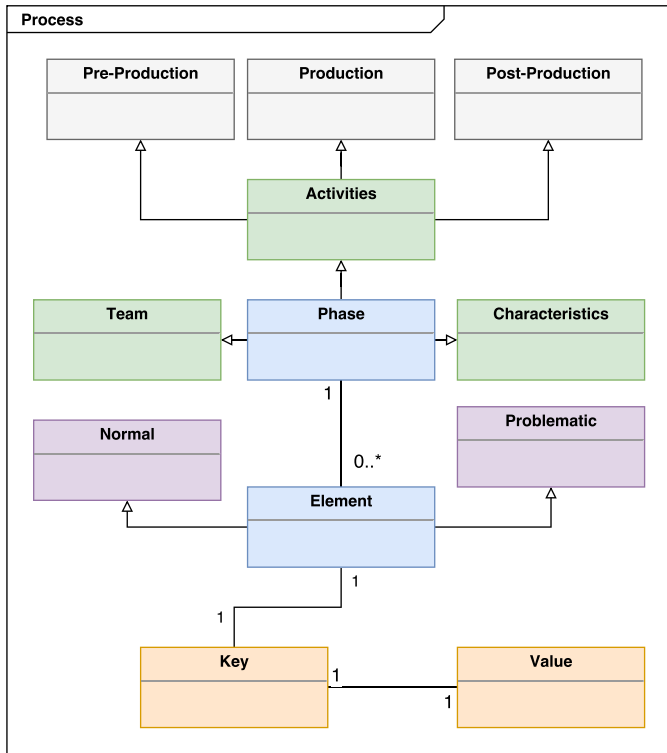 Process
Pre-Production
Production
Post-Production
Activities
Team
Phase
Characteristics
1
Normal
Problematic
0..*
Element
1
1
Key
1
1
Value